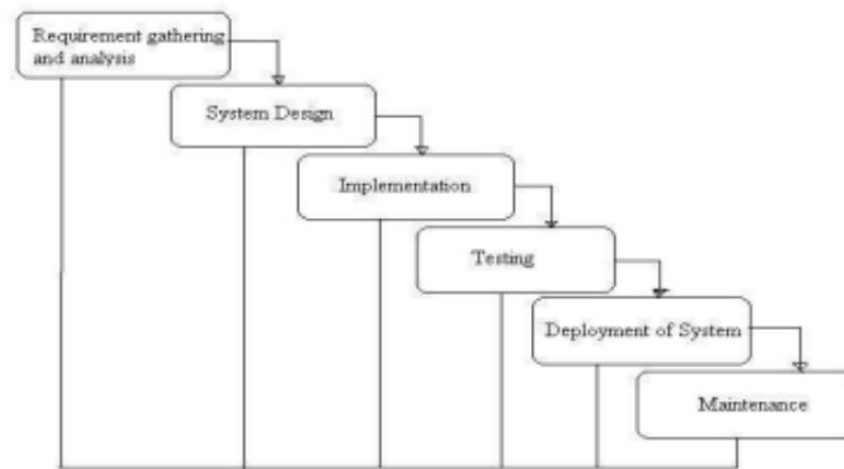 Requirement gathering
and analysis
System Design
Implementation
Testing
Deployment of System
Maintenance